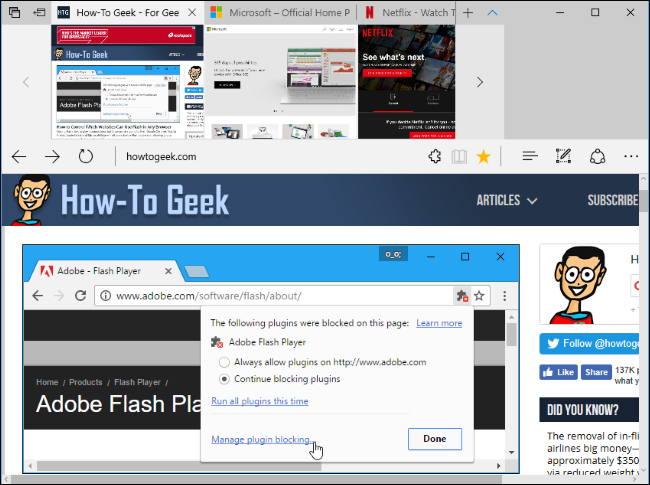 HTG How-To Geek - For Gee
Microsoft – Official Home P
Netflix - Watch T
How-To Geek
ARTICLES
Adobe Flash Player
How to Control Which Websites Can Use Flash in Any Browser
NETFLIX
See what's next.
howtogeek.com
How-To Geek
ARTICLES
SUBSCRIBE
Adobe - Flash Player
www.adobe.com/software/flash/about/
The following plugins were blocked on this page: Learn more
Adobe Flash Player
Always allow plugins on http://www.adobe.com
Continue blocking plugins
Run all plugins this time
Manage plugin blocking...
Done
Home / Products / Flash Player /
Adobe Flash Pla
H
+
Follow @howtoge
Like
Share
137K p
what y
DID YOU KNOW?
The removal of in-fli
airlines big money—
approximately $350
via reduced weight